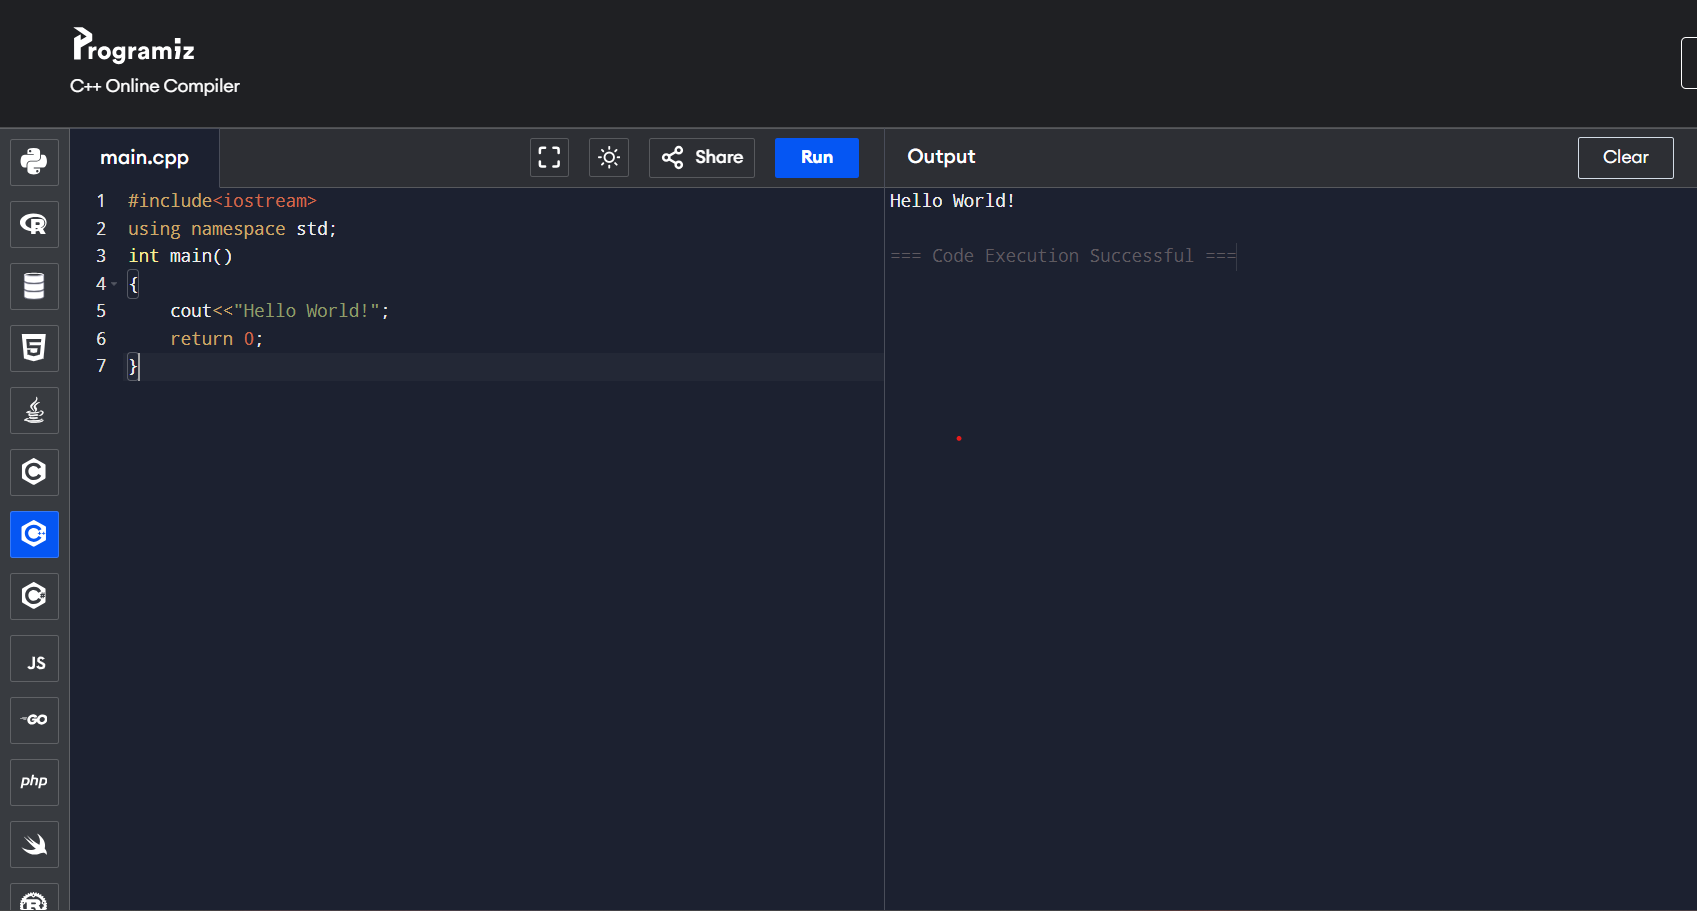 Programiz
C++ Online Compiler
main.cpp
Share
Run
Output
Clear
1 #include<iostream>
2 using namespace std;
3 int main()
4 {
5     cout<<"Hello World!";
6     return 0;
7 }
Hello World!
=== Code Execution Successful ===
R
5
C
C++
C#
JS
GO
php
R